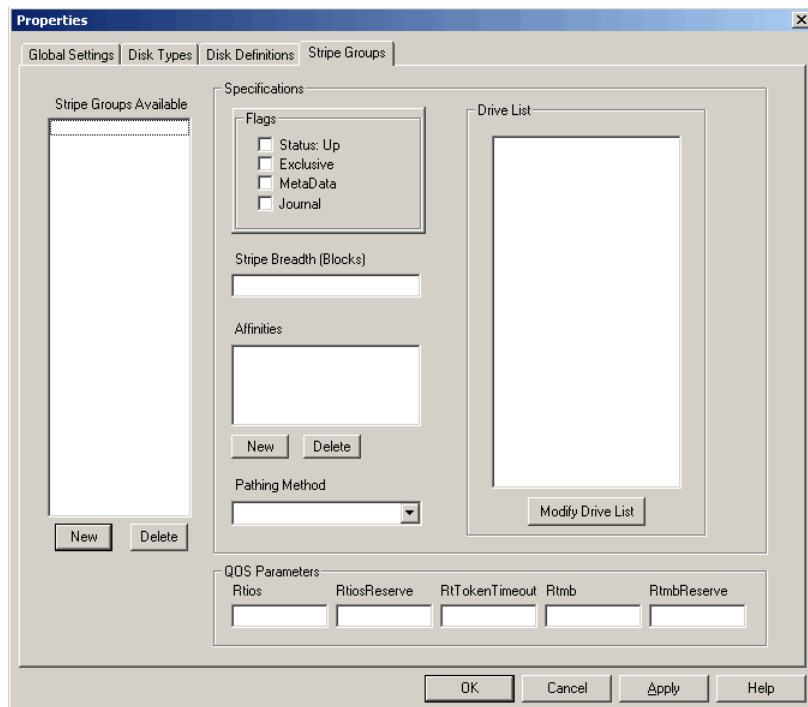 Properties
Global Settings
Disk Types
Disk Definitions
Stripe Groups
Stripe Groups Available
New
Delete
Specifications
Flags
Status: Up
Exclusive
MetaData
Journal
Stripe Breadth (Blocks)
Affinities
New
Delete
Pathing Method
Drive List
Modify Drive List
QOS Parameters
Rtios
RtiosReserve
RtTokenTimeout
Rtmb
RtmbReserve
OK
Cancel
Apply
Help